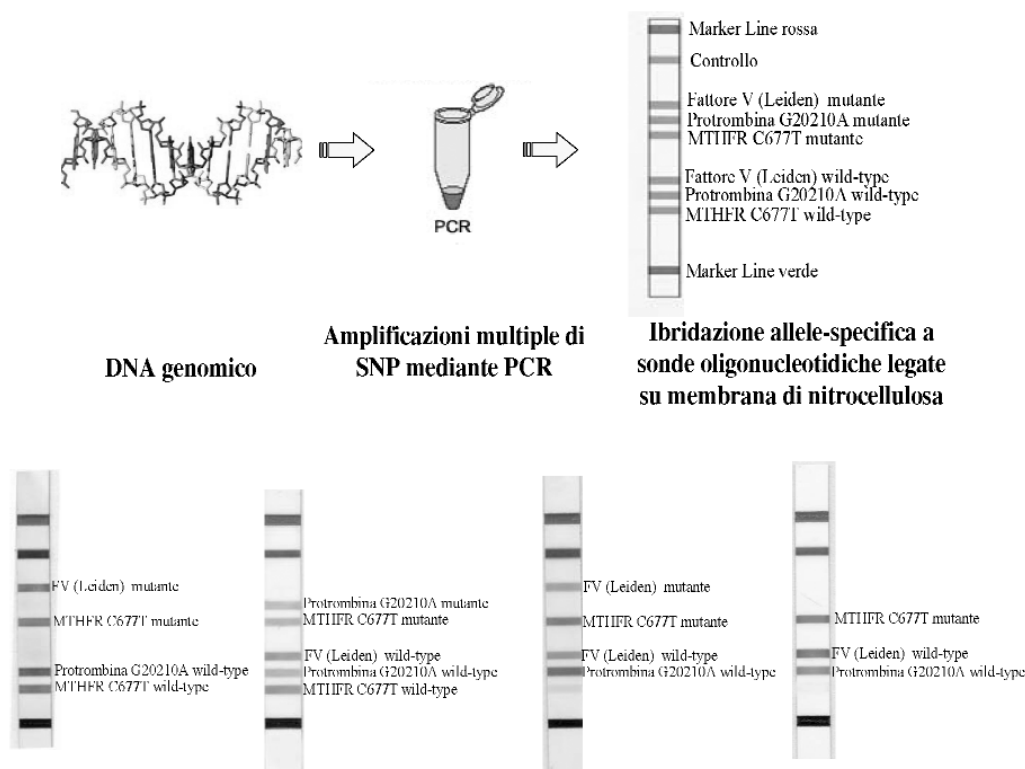 Marker Line rossa
Controllo
Fattore V (Leiden) mutante
Protrombina G20210A mutante
MTHFR C677T mutante
Fattore V (Leiden) wild-type
Protrombina G20210A wild-type
MTHFR C677T wild-type
Marker Line verde
PCR
DNA genomico
Amplificazioni multiple di
SNP mediante PCR
Ibridazione allele-specifica a
sonde oligonucleotidiche legate
su membrana di nitrocellulosa
FV (Leiden) mutante
MTHFR C677T mutante
Protrombina G20210A wild-type
MTHFR C677T wild-type
Protrombina G20210A mutante
MTHFR C677T mutante
FV (Leiden) wild-type
Protrombina G20210A wild-type
MTHFR C677T wild-type
FV (Leiden) mutante
MTHFR C677T mutante
FV (Leiden) wild-type
Protrombina G20210A wild-type
MTHFR C677T mutante
FV (Leiden) wild-type
Protrombina G20210A wild-type